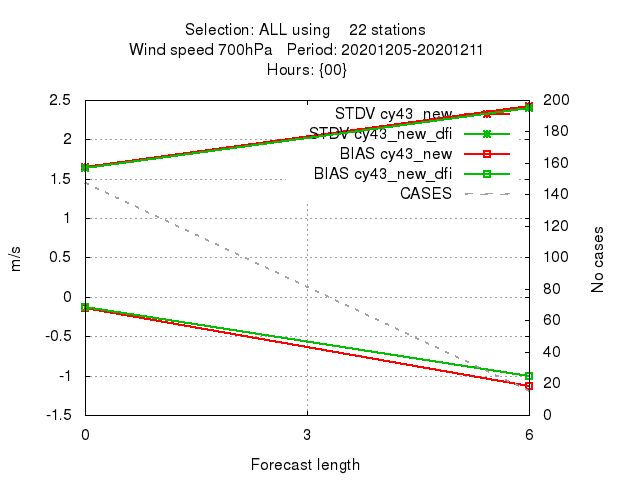 Selection: ALL using    22 stations
Wind speed 700hPa   Period: 20201205-20201211
Hours: {00}
STDV cy43_new
STDV cy43_new_dfi
BIAS cy43_new
BIAS cy43_new_dfi
CASES
2.5
2
1.5
1
0.5
0
-0.5
-1
-1.5
m/s
200
180
160
140
120
100
80
60
40
20
0
No cases
0 3 6
Forecast length